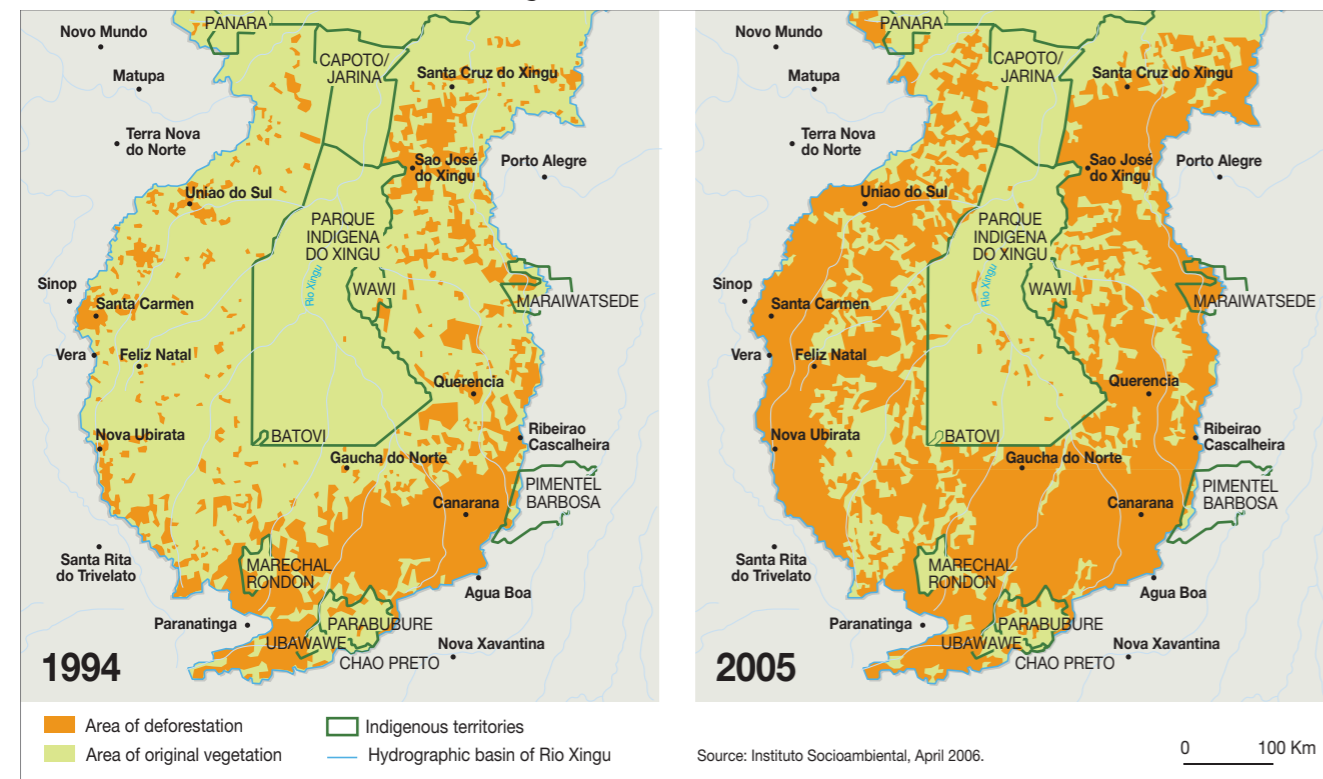 PANARA
Novo Mundo
CAPOTO/
JARINA
Matupa
Santa Cruz do Xingu
Terra Nova
do Norte
Sao José
do Xingu
Porto Alegre
Uniao do Sul
PARQUE
INDIGENA
DO XINGU
Rio Xingu
Sinop
WAWI
MARAIWATSEDE
Santa Carmen
Vera
Feliz Natal
Querencia
Nova Ubirata
BATOVI
Ribeirao
Cascalheira
Gaucha do Norte
PIMENTEL
BARBOSA
Canarana
Santa Rita
do Trivelato
MARECHAL
RONDON
Agua Boa
Paranatinga
PARABUBURE
UBAWAWE
Nova Xavantina
CHAO PRETO
1994
PANARA
Novo Mundo
CAPOTO/
JARINA
Matupa
Santa Cruz do Xingu
Terra Nova
do Norte
Sao José
do Xingu
Porto Alegre
Uniao do Sul
PARQUE
INDIGENA
DO XINGU
Rio Xingu
Sinop
WAWI
MARAIWATSEDE
Santa Carmen
Vera
Feliz Natal
Querencia
Nova Ubirata
BATOVI
Ribeirao
Cascalheira
Gaucha do Norte
PIMENTEL
BARBOSA
Canarana
Santa Rita
do Trivelato
MARECHAL
RONDON
Agua Boa
Paranatinga
PARABUBURE
UBAWAWE
Nova Xavantina
CHAO PRETO
2005
Area of deforestation
Indigenous territories
Area of original vegetation
Hydrographic basin of Rio Xingu
Source: Instituto Socioambiental, April 2006.
0 100 Km